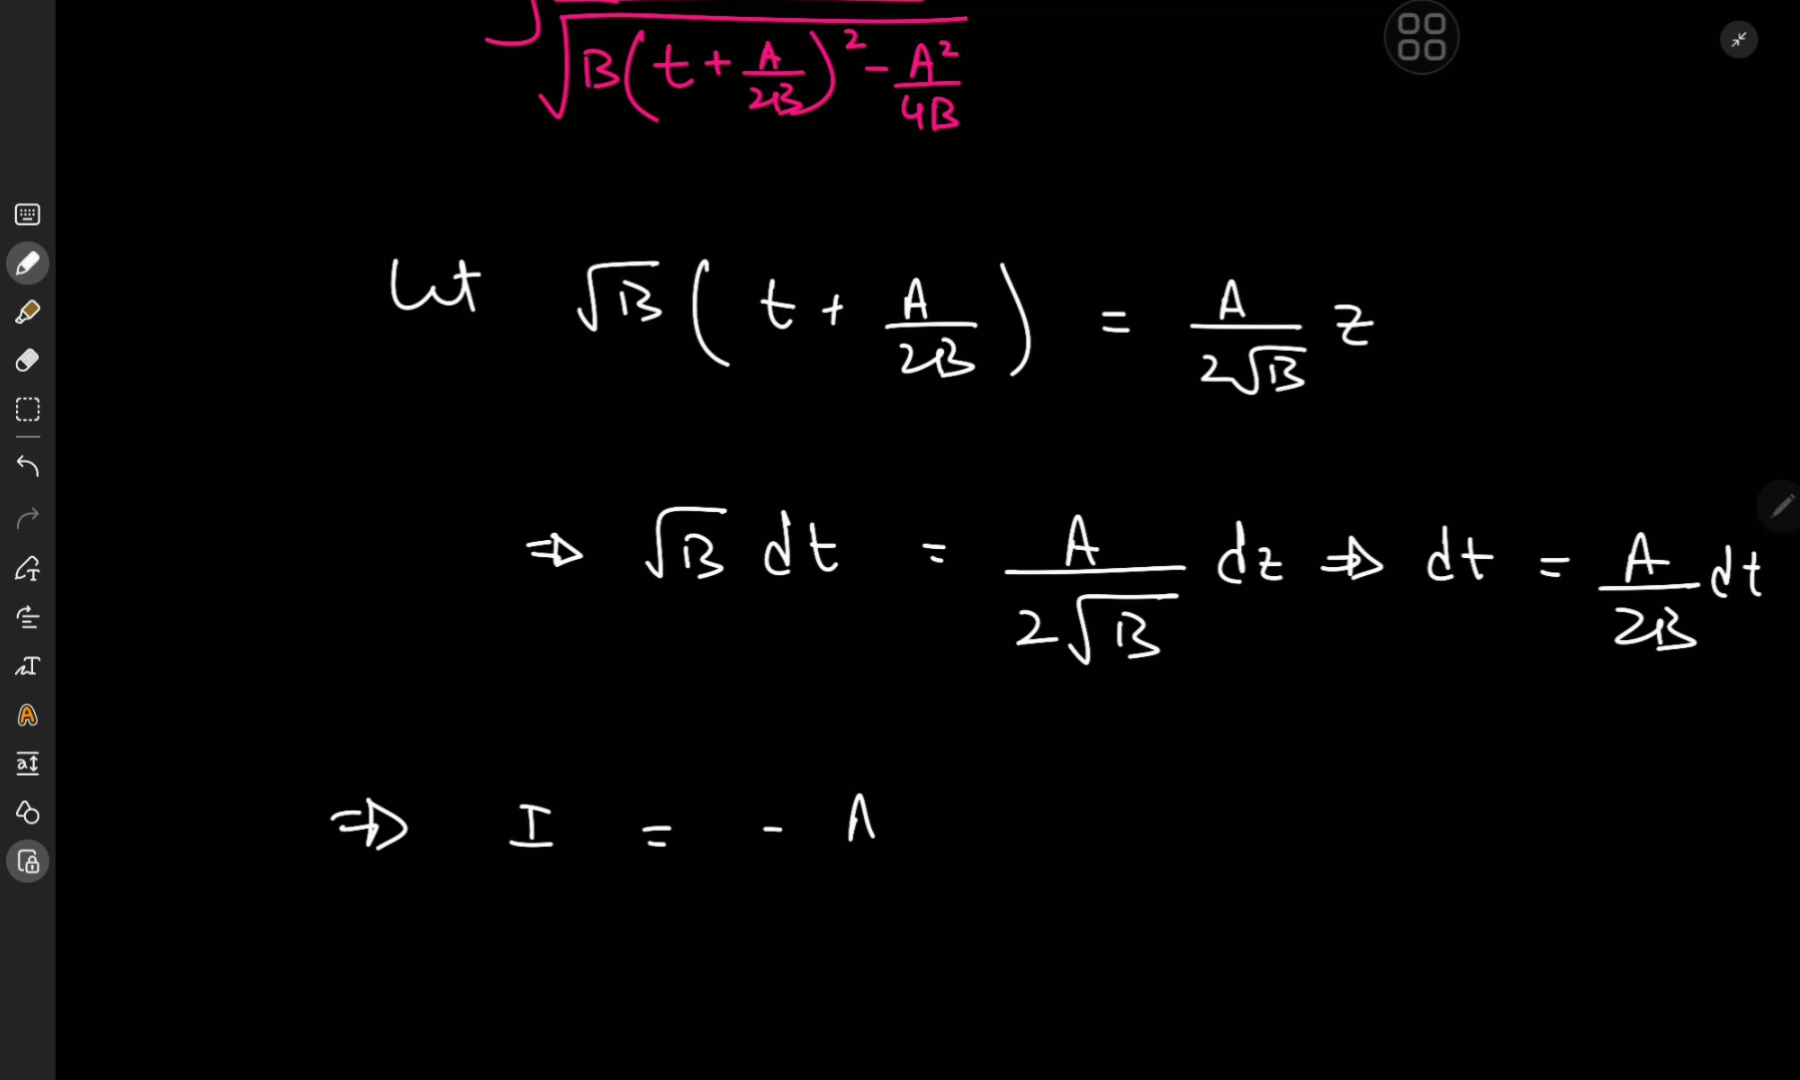 √(B(t + A/2B)² - A²/4B)
Let √B (t + A/2B) = A/2√B z
⇒ √B dt = A/2√B dz ⇒ dt = A/2B dt
⇒ I = - Λ